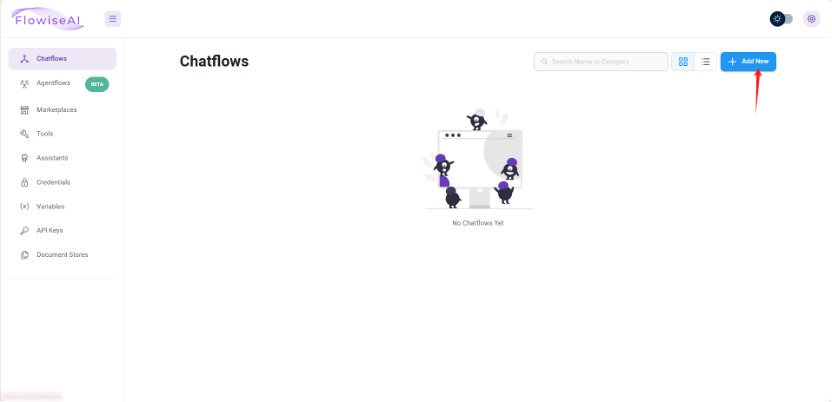 FlowiseAI
Chatflows
Agentflows
BETA
Marketplaces
Tools
Assistants
Credentials
Variables
API Keys
Document Stores
Chatflows
Search Name or Category
Add New
No Chatflows Yet